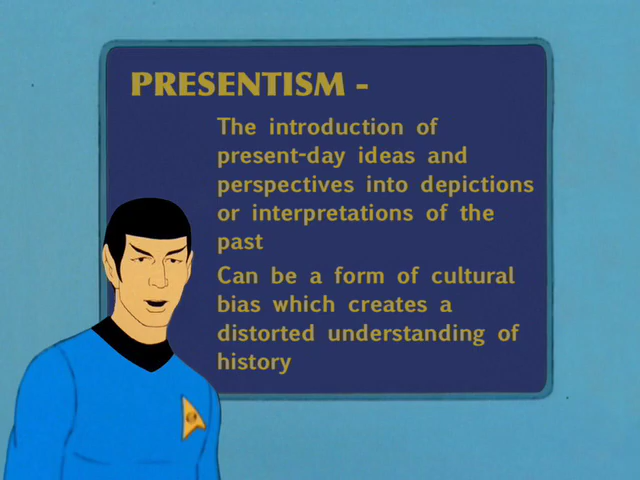 PRESENTISM -
The introduction of
present-day ideas and
perspectives into depictions
or interpretations of the
past
Can be a form of cultural
bias which creates a
distorted understanding of
history